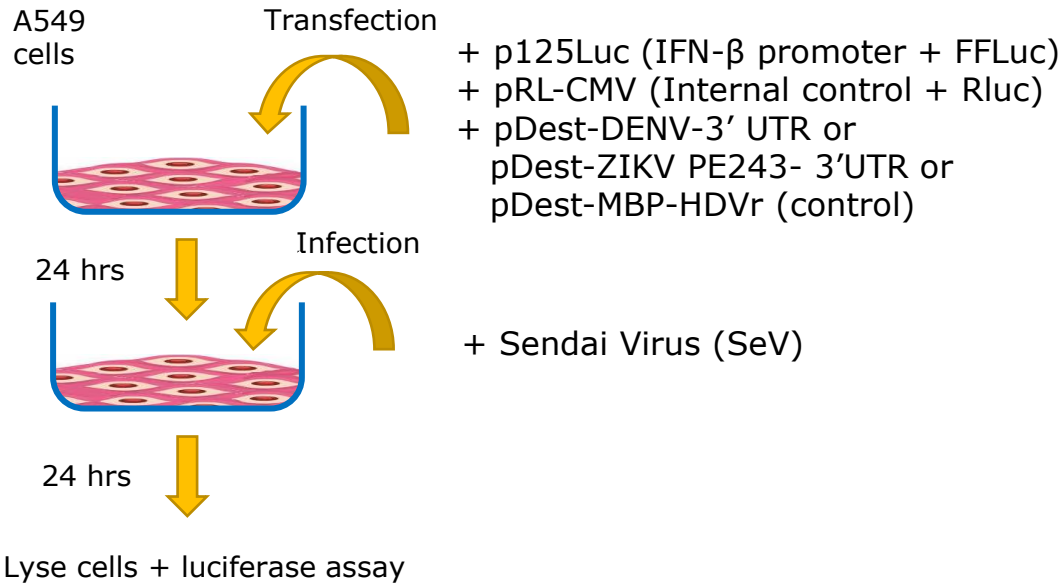 A549
cells
Transfection
+ p125Luc (IFN-β promoter + FFLuc)
+ pRL-CMV (Internal control + Rluc)
+ pDest-DENV-3’ UTR or
pDest-ZIKV PE243- 3’UTR or
pDest-MBP-HDVr (control)
24 hrs
Infection
+ Sendai Virus (SeV)
24 hrs
Lyse cells + luciferase assay